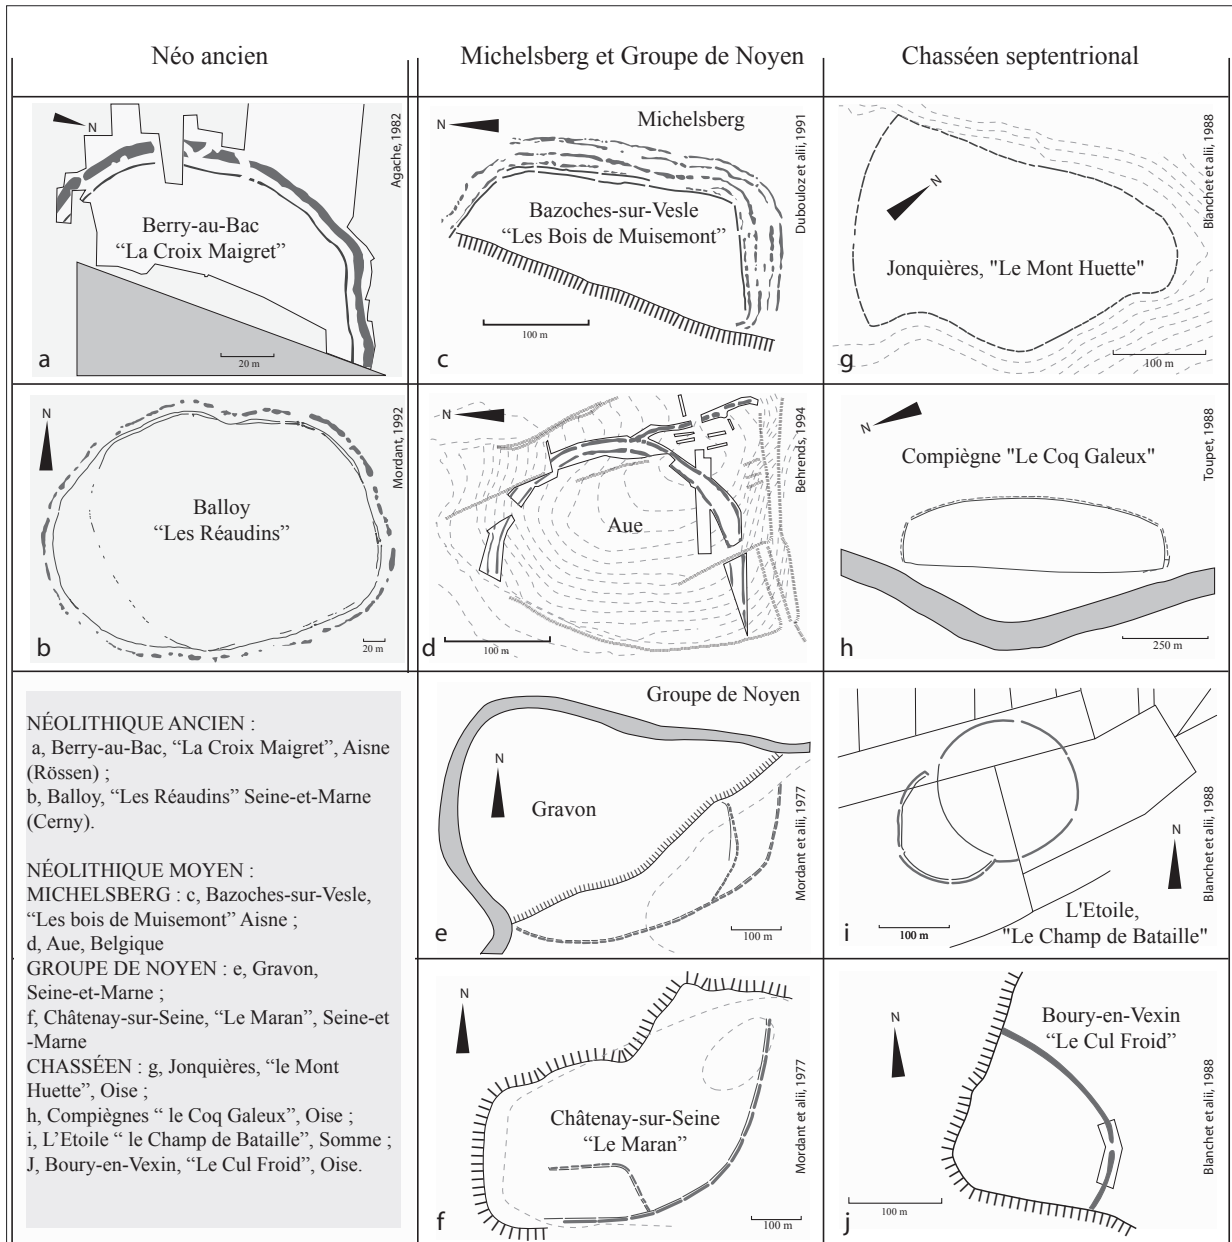 Néo ancien
Michelsberg et Groupe de Noyen
Chasséen septentrional
N
Agache, 1982
Berry-au-Bac
“La Croix Maigret”
20 m
a
N
Michelsberg
Dubouloz et alii, 1991
Bazoches-sur-Vesle
“Les Bois de Muisemont”
100 m
c
N
Blanchet et alii, 1988
Jonquières, "Le Mont Huette"
100 m
g
N
Mordant, 1992
Balloy
“Les Réaudins”
20 m
b
N
Behrends, 1994
Aue
100 m
d
N
Compiègne "Le Coq Galeux"
Toupet, 1988
250 m
h
NÉOLITHIQUE ANCIEN :
a, Berry-au-Bac, “La Croix Maigret”, Aisne
(Rössen) ;
b, Balloy, “Les Réaudins” Seine-et-Marne
(Cerny).
NÉOLITHIQUE MOYEN :
MICHELSBERG : c, Bazoches-sur-Vesle,
“Les bois de Muisemont” Aisne ;
d, Aue, Belgique
GROUPE DE NOYEN : e, Gravon,
Seine-et-Marne ;
f, Châtenay-sur-Seine, “Le Maran”, Seine-et
-Marne
CHASSÉEN : g, Jonquières, “le Mont
Huette”, Oise ;
h, Compiègnes “ le Coq Galeux”, Oise ;
i, L’Etoile “ le Champ de Bataille”, Somme ;
J, Boury-en-Vexin, “Le Cul Froid”, Oise.
Groupe de Noyen
N
Gravon
Mordant et alii, 1977
100 m
e
Blanchet et alii, 1988
N
L'Etoile,
"Le Champ de Bataille"
100 m
i
N
Châtenay-sur-Seine
“Le Maran”
Mordant et alii, 1977
100 m
f
N
Boury-en-Vexin
“Le Cul Froid”
Blanchet et alii, 1988
100 m
j